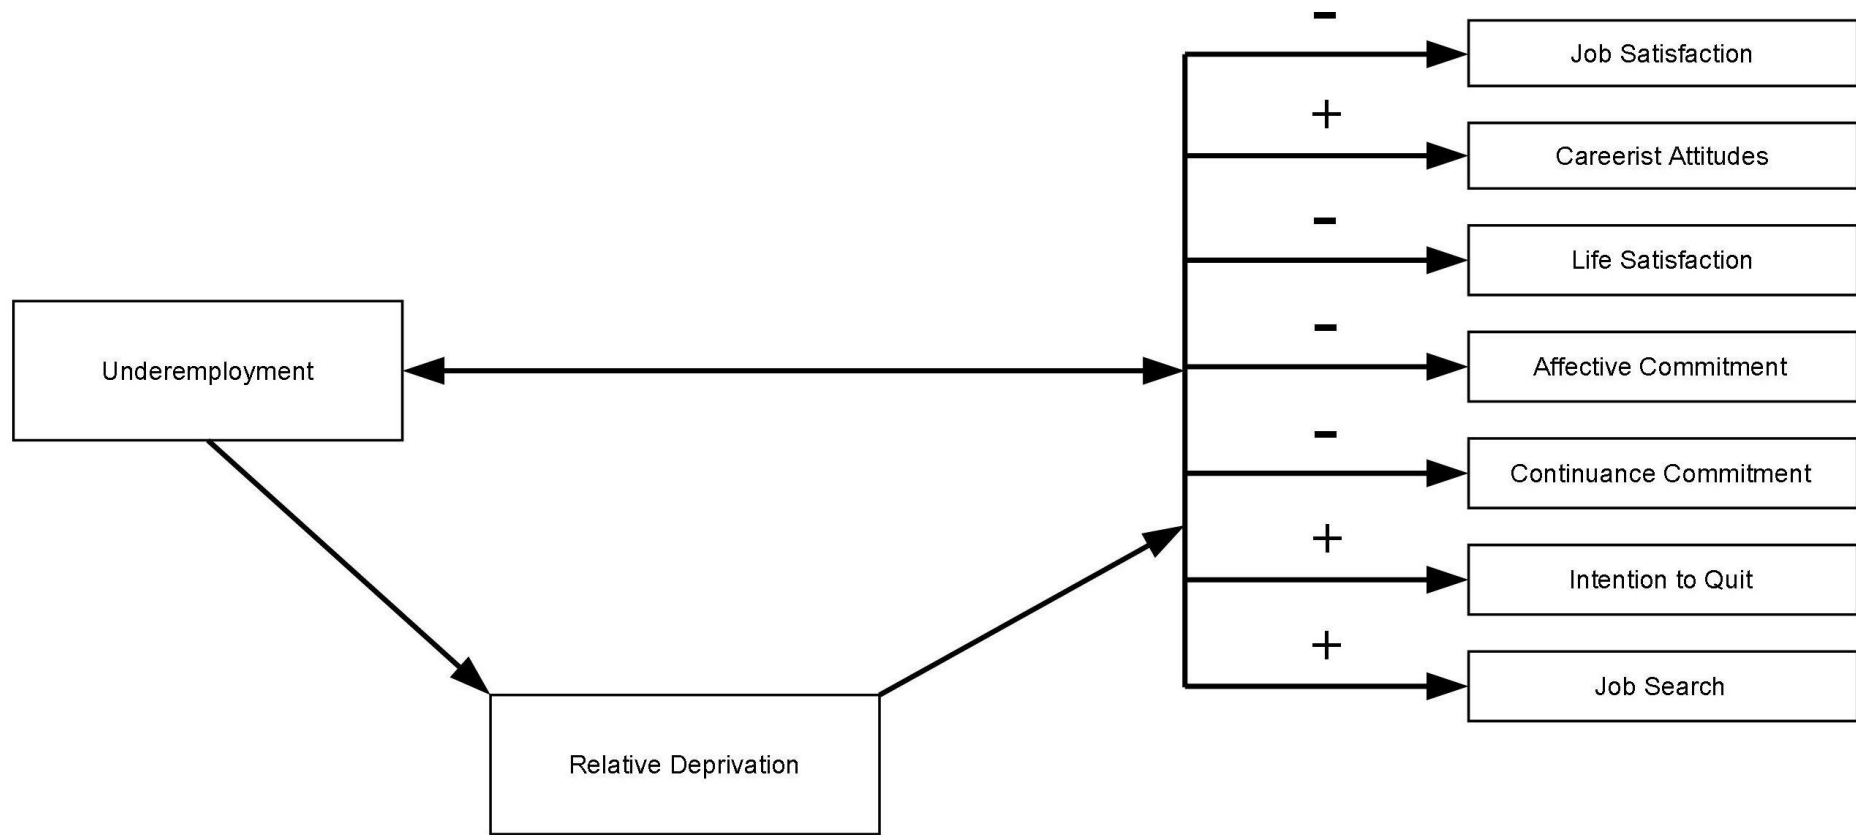 -
Job Satisfaction
+
Careerist Attitudes
-
Life Satisfaction
-
Affective Commitment
-
Continuance Commitment
+
Intention to Quit
+
Job Search
Underemployment
Relative Deprivation